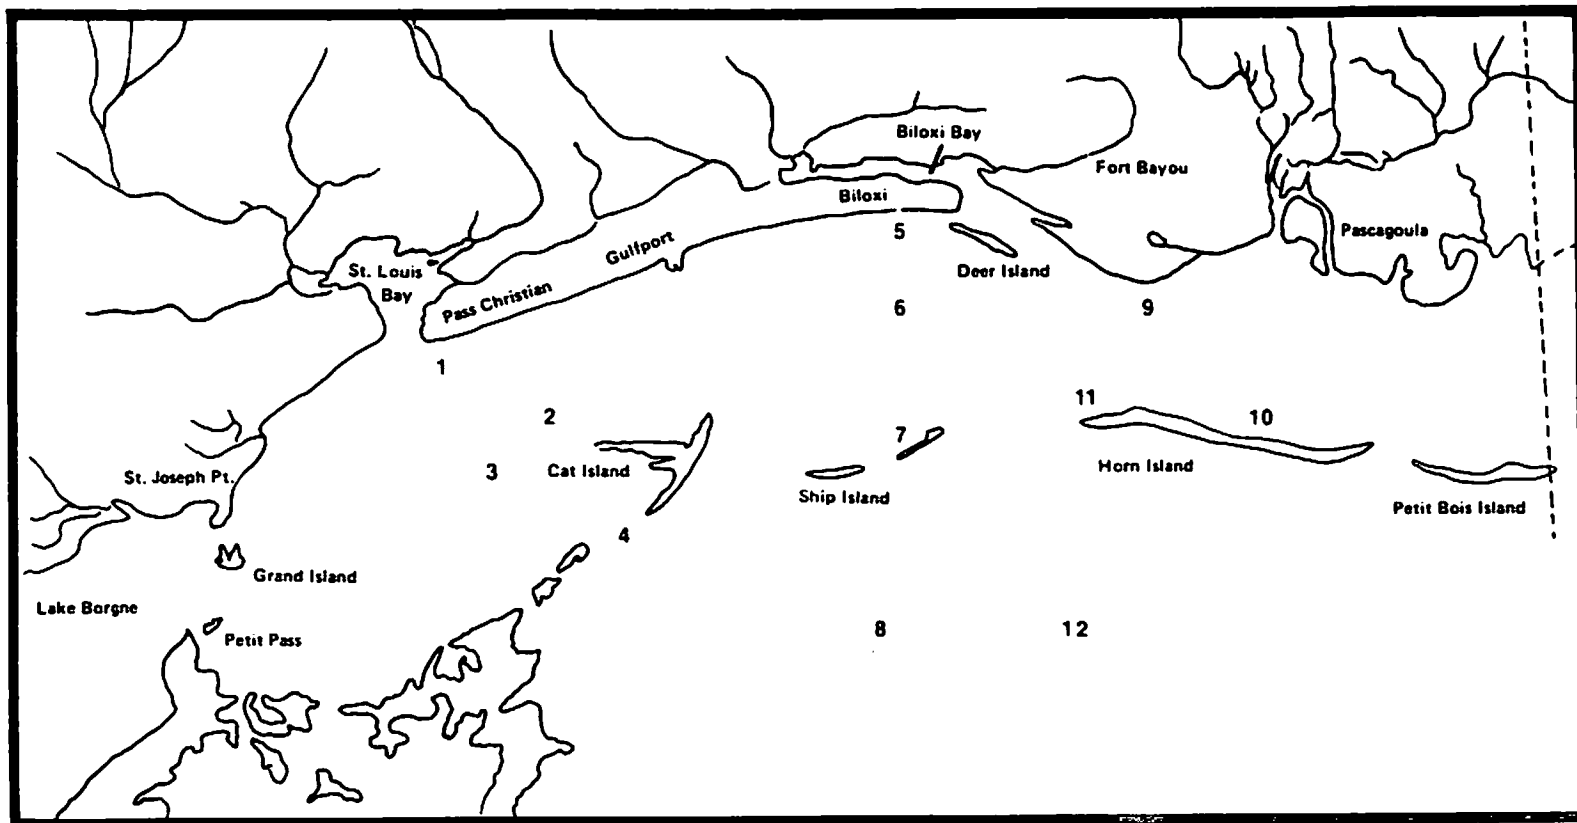 Biloxi Bay
Fort Bayou
Biloxi
Pascagoula
5
Gulfport
St. Louis
Bay
Deer Island
Pass Christian
6
9
1
11
2
10
7
3
Cat Island
Horn Island
St. Joseph Pt.
Ship Island
Petit Bois Island
4
Grand Island
Lake Borgne
Petit Pass
8
12